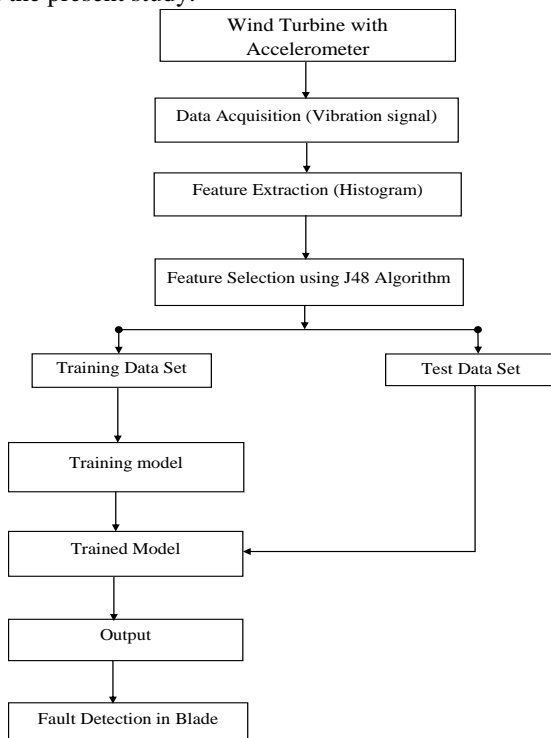 the present study.
Wind Turbine with
Accelerometer
Data Acquisition (Vibration signal)
Feature Extraction (Histogram)
Feature Selection using J48 Algorithm
Training Data Set
Test Data Set
Training model
Trained Model
Output
Fault Detection in Blade